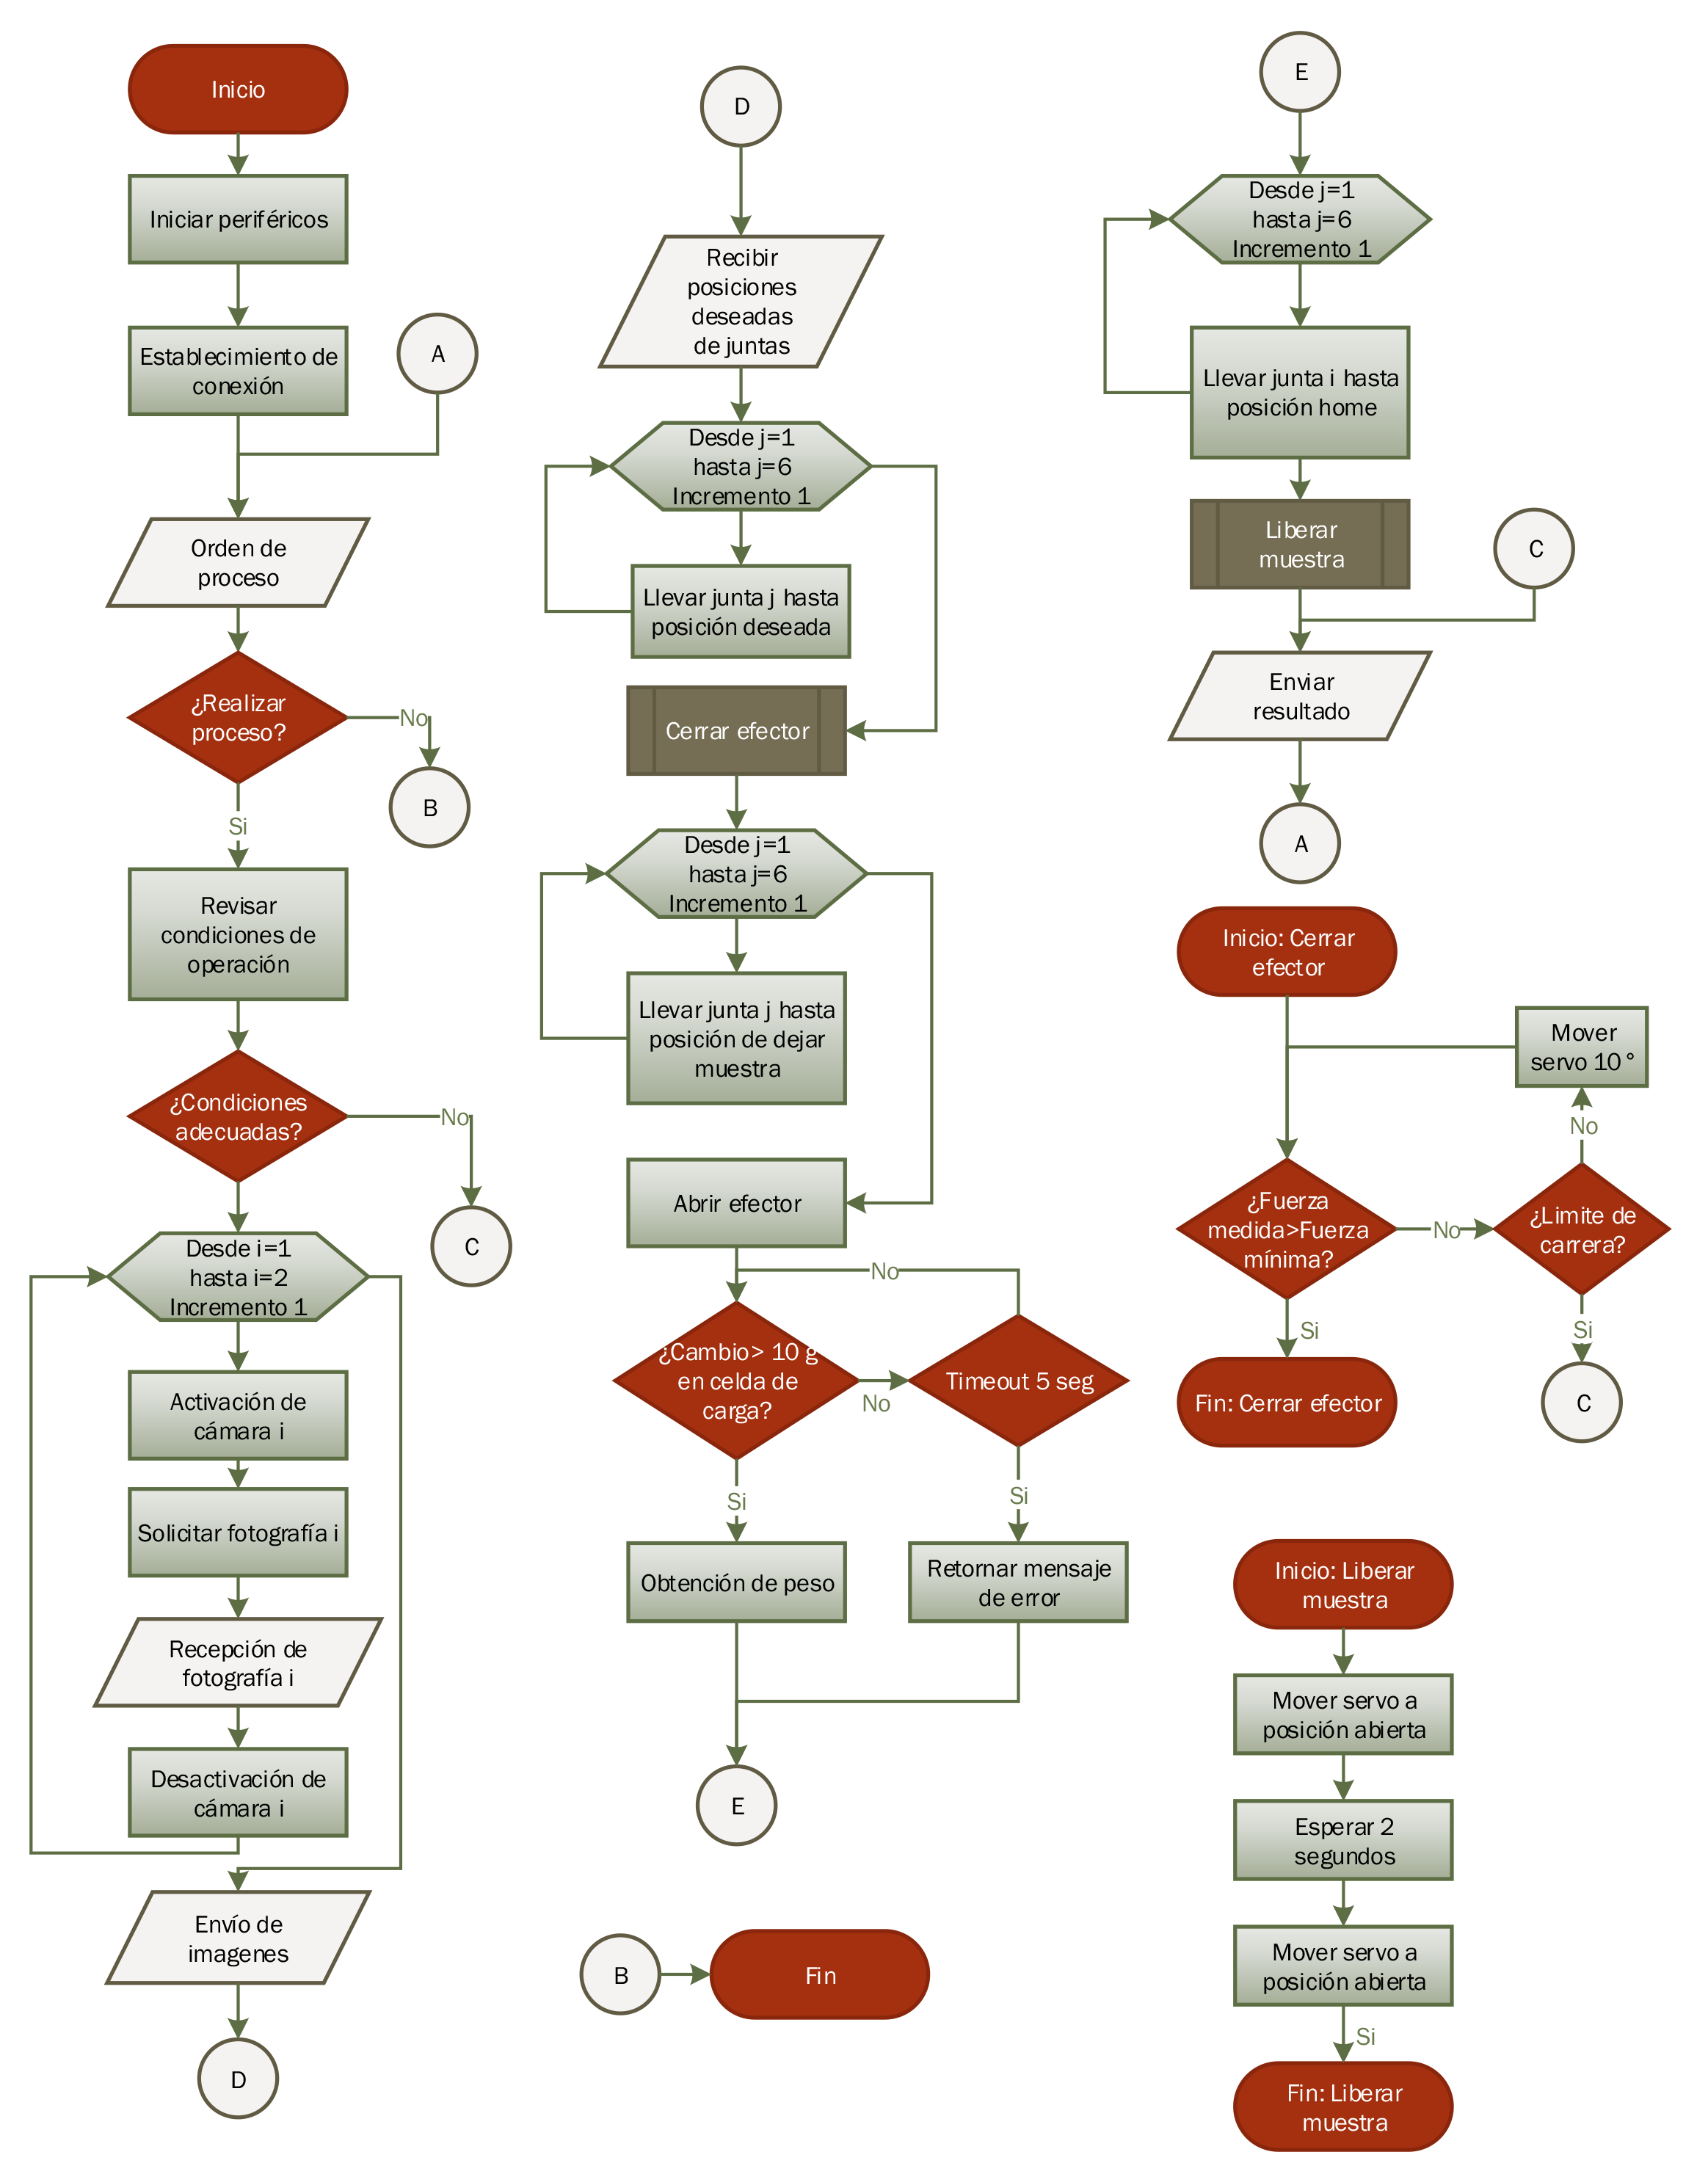 Inicio
Iniciar periféricos
Establecimiento de
conexión
A
Orden de
proceso
¿Realizar
proceso?
No
B
Si
Revisar
condiciones de
operación
¿Condiciones
adecuadas?
No
C
Desde i=1
hasta i=2
Incremento 1
Activación de
cámara i
Solicitar fotografía i
Recepción de
fotografía i
Desactivación de
cámara i
Envío de
imagenes
D
D
Recibir
posiciones
deseadas
de juntas
Desde j=1
hasta j=6
Incremento 1
Llevar junta j hasta
posición deseada
Cerrar efector
Desde j=1
hasta j=6
Incremento 1
Llevar junta j hasta
posición de dejar
muestra
Abrir efector
No
¿Cambio> 10 g
en celda de
carga?
No
Timeout 5 seg
Si
Si
Obtención de peso
Retornar mensaje
de error
E
B
Fin
E
Desde j=1
hasta j=6
Incremento 1
Llevar junta i hasta
posición home
Liberar
muestra
C
Enviar
resultado
A
Inicio: Cerrar
efector
Mover
servo 10°
No
¿Fuerza
medida>Fuerza
mínima?
No
¿Limite de
carrera?
Si
Si
Fin: Cerrar efector
C
Inicio: Liberar
muestra
Mover servo a
posición abierta
Esperar 2
segundos
Mover servo a
posición abierta
Si
Fin: Liberar
muestra